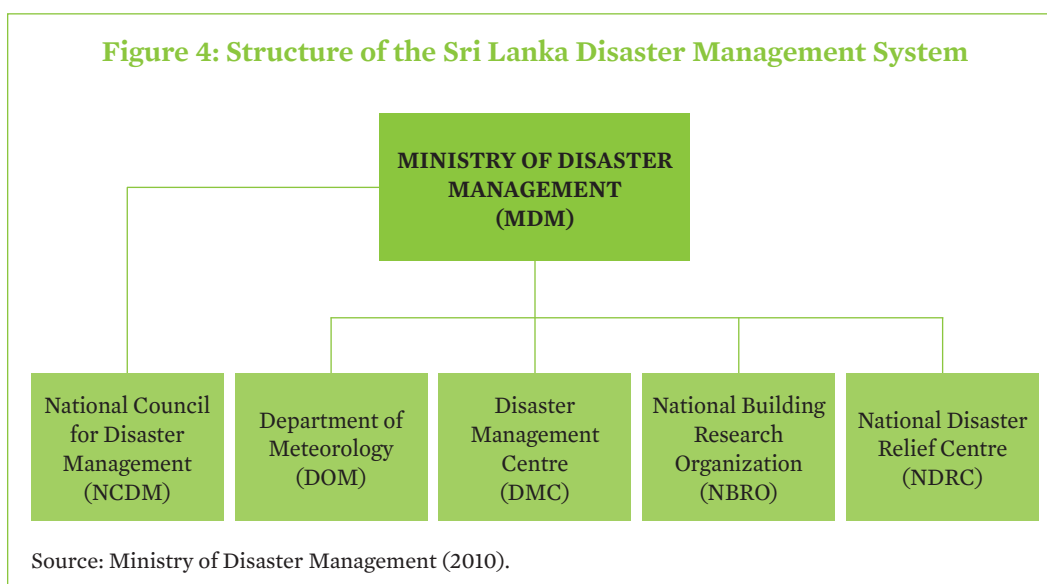 Figure 4: Structure of the Sri Lanka Disaster Management System
MINISTRY OF DISASTER
MANAGEMENT
(MDM)
National Council
for Disaster
Management
(NCDM)
Department of
Meteorology
(DOM)
Disaster
Management
Centre
(DMC)
National Building
Research
Organization
(NBRO)
National Disaster
Relief Centre
(NDRC)
Source: Ministry of Disaster Management (2010).